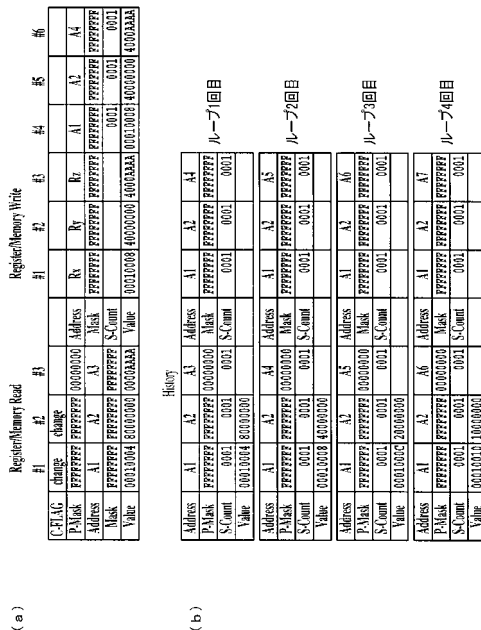 (a)
Register/Memory Read Register/Memory Write
#1 #2 #3 #1 #2 #3 #4 #5 #6
C-FLAG change change
P-Mask FFFFFFFF FFFFFFFF 00000000 Address Rx Ry Rz A1 A2 A4
Address A1 A2 A3 Mask FFFFFFFF FFFFFFFF FFFFFFFF FFFFFFFF FFFFFFFF FFFFFFFF
Mask FFFFFFFF FFFFFFFF FFFFFFFF S-Count 0001 0001 0001
Value 00010004 80000000 0000AAAA Value 00010008 40000000 4000AAAA 00010008 40000000 4000AAAA
(b)
History
Address A1 A2 A3 Address A1 A2 A4
P-Mask FFFFFFFF FFFFFFFF 00000000 P-Mask FFFFFFFF FFFFFFFF FFFFFFFF
S-Count 0001 0001 0001 S-Count 0001 0001 0001
Value 00010004 80000000
ループ1回目
Address A1 A2 A4 Address A1 A2 A5
P-Mask FFFFFFFF FFFFFFFF 00000000 P-Mask FFFFFFFF FFFFFFFF FFFFFFFF
S-Count 0001 0001 0001 S-Count 0001 0001 0001
Value 00010008 40000000
ループ2回目
Address A1 A2 A5 Address A1 A2 A6
P-Mask FFFFFFFF FFFFFFFF 00000000 P-Mask FFFFFFFF FFFFFFFF FFFFFFFF
S-Count 0001 0001 0001 S-Count 0001 0001 0001
Value 0001000C 20000000
ループ3回目
Address A1 A2 A6 Address A1 A2 A7
P-Mask FFFFFFFF FFFFFFFF 00000000 P-Mask FFFFFFFF FFFFFFFF FFFFFFFF
S-Count 0001 0001 0001 S-Count 0001 0001 0001
Value 00010010 10000000
ループ4回目